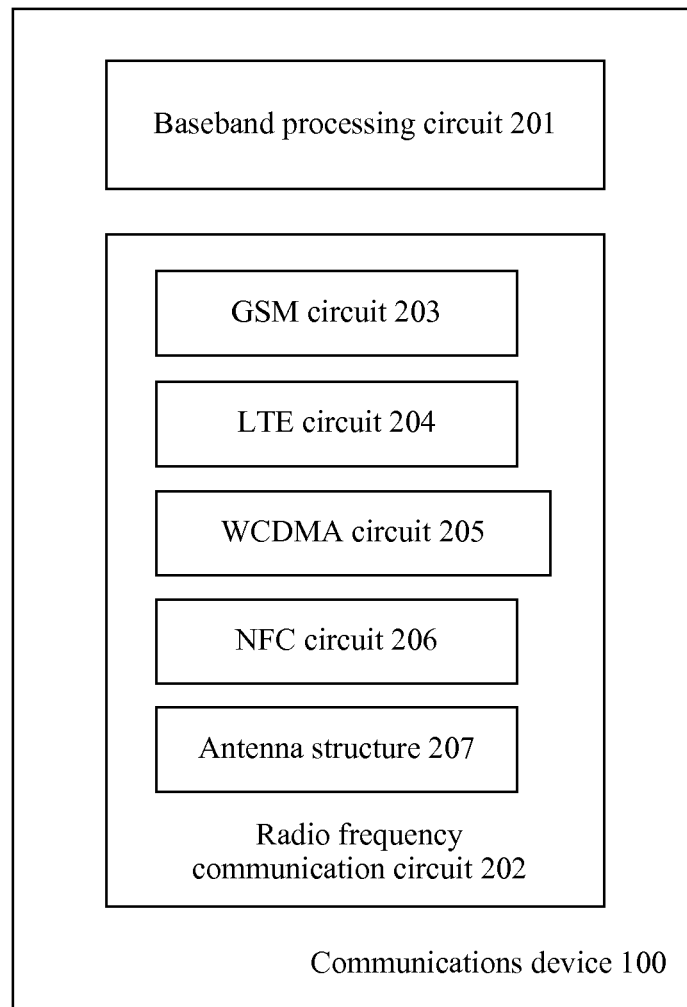 Baseband processing circuit 201
GSM circuit 203
LTE circuit 204
WCDMA circuit 205
NFC circuit 206
Antenna structure 207
Radio frequency
communication circuit 202
Communications device 100